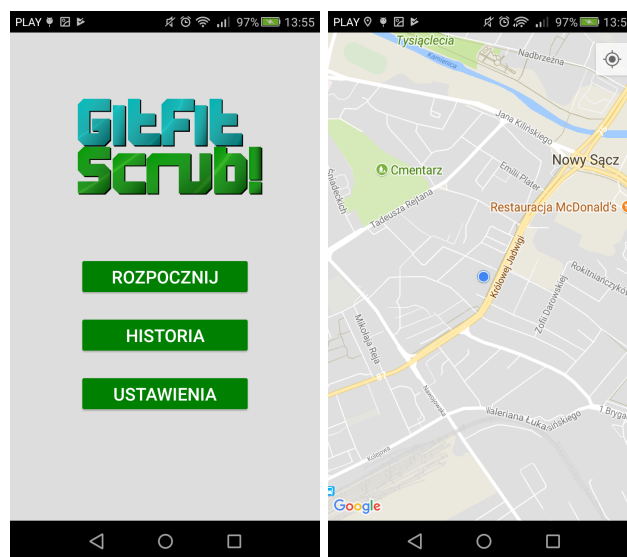 PLAY 97% 13:55
GitFit
Scrub!
ROZPOCZNIJ
HISTORIA
USTAWIENIA
PLAY 97% 13:5
Tysiąclecia
Nadbrzeżna
Kamienica
Jana Kilińskiego
Nowy Sącz
Cmentarz
Emilii Plater
Śniadeckich
Tadeusza Rejtana
Restauracja McDonald's
Królowej Jadwigi
Rokitniańczyków
Zofii Darowskiej
Mikołaja Reja
Nawojowska
Waleriana Łukasińskiego
1 Bryga
Kolejowa
Google